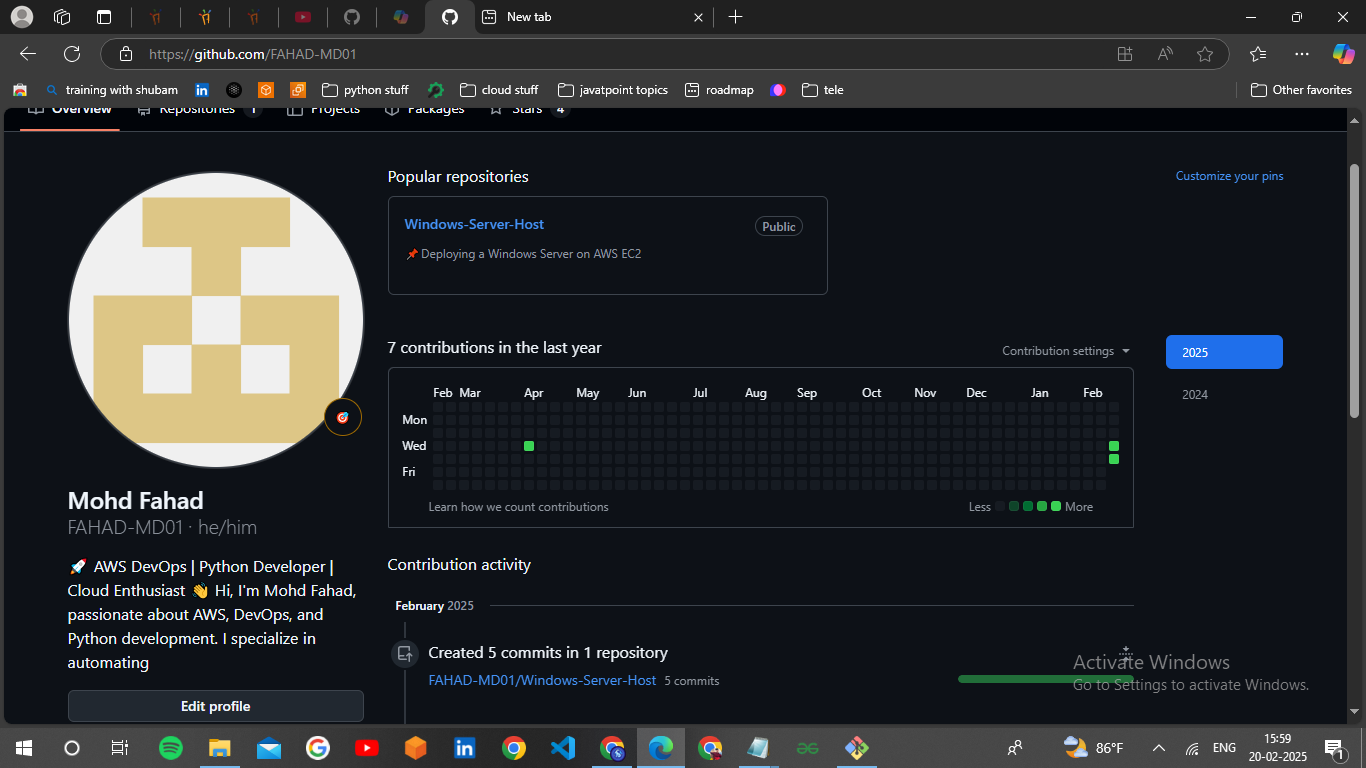 New tab
https://github.com/FAHAD-MD01
training with shubam
python stuff
cloud stuff
javatpoint topics
roadmap
tele
Other favorites
Overview
Repositories 1
Projects
Packages
Stars 4
Popular repositories
Customize your pins
Windows-Server-Host
Public
📌 Deploying a Windows Server on AWS EC2
7 contributions in the last year
Contribution settings
2025
2024
Feb Mar Apr May Jun Jul Aug Sep Oct Nov Dec Jan Feb
Mon
Wed
Fri
Learn how we count contributions
Less
More
Mohd Fahad
FAHAD-MD01 · he/him
🚀 AWS DevOps | Python Developer |
Cloud Enthusiast 👋 Hi, I'm Mohd Fahad,
passionate about AWS, DevOps, and
Python development. I specialize in
automating
Edit profile
Contribution activity
February 2025
Created 5 commits in 1 repository
FAHAD-MD01/Windows-Server-Host 5 commits
Activate Windows
Go to Settings to activate Windows.
86°F
ENG
15:59
20-02-2025
1